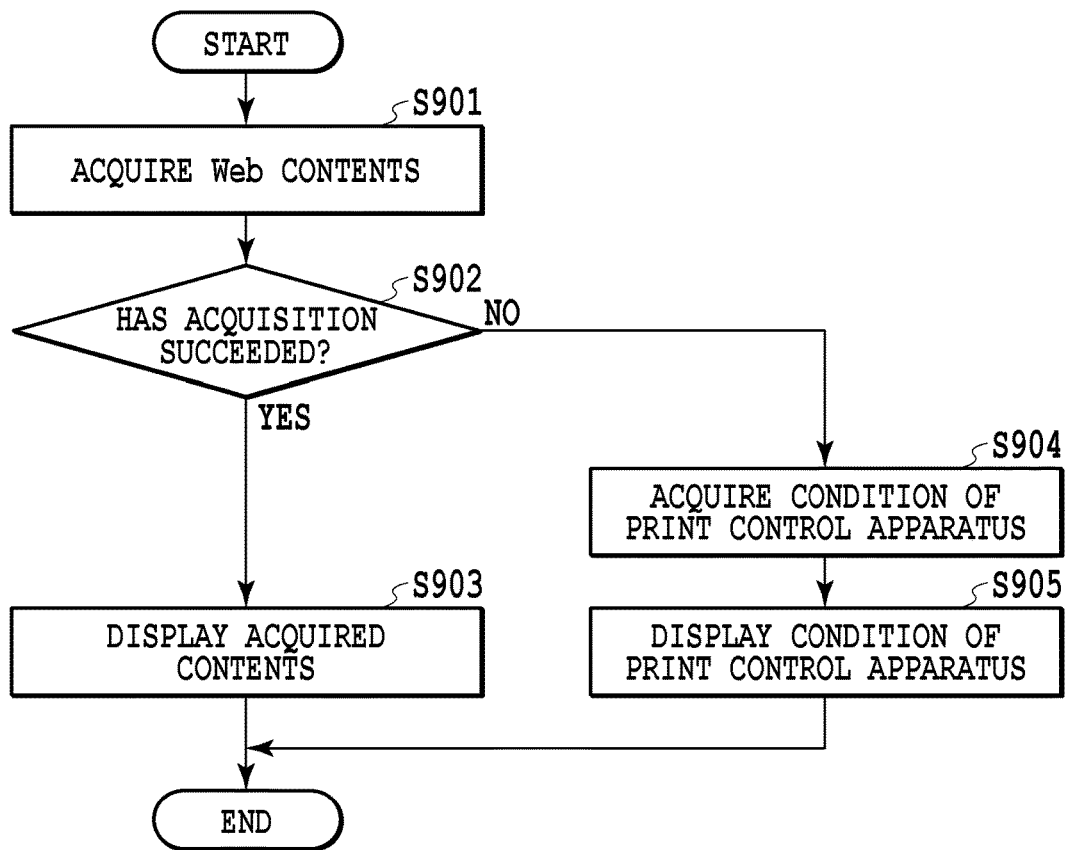 START
S901
ACQUIRE Web CONTENTS
S902
HAS ACQUISITION
SUCCEEDED?
NO
YES
S904
ACQUIRE CONDITION OF
PRINT CONTROL APPARATUS
S903
DISPLAY ACQUIRED
CONTENTS
S905
DISPLAY CONDITION OF
PRINT CONTROL APPARATUS
END